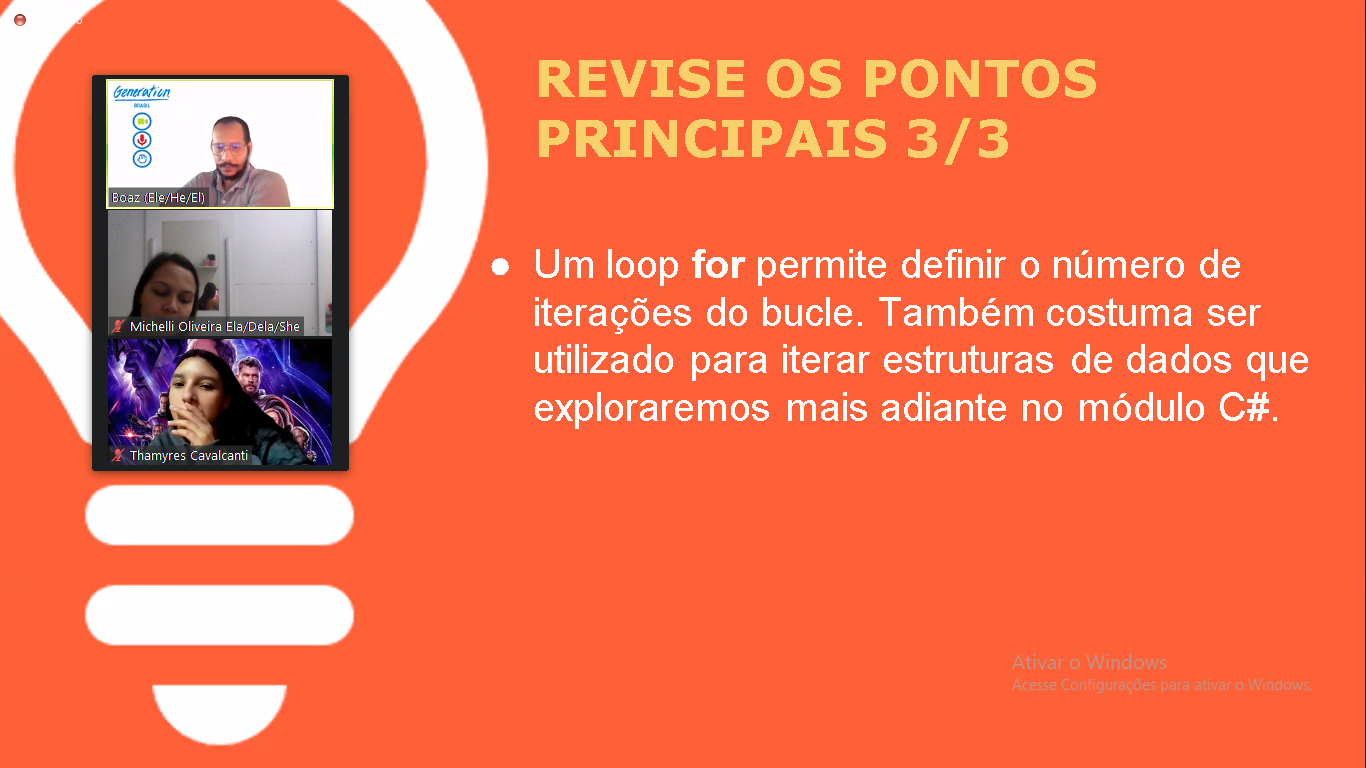 Generation
BRASIL
Boaz (Ele/He/El)
Michelli Oliveira Ela/Dela/She
Thamyres Cavalcanti
REVISE OS PONTOS
PRINCIPAIS 3/3
● Um loop for permite definir o número de
iterações do bucle. Também costuma ser
utilizado para iterar estruturas de dados que
exploraremos mais adiante no módulo C#.
Ativar o Windows
Acesse Configurações para ativar o Windows.